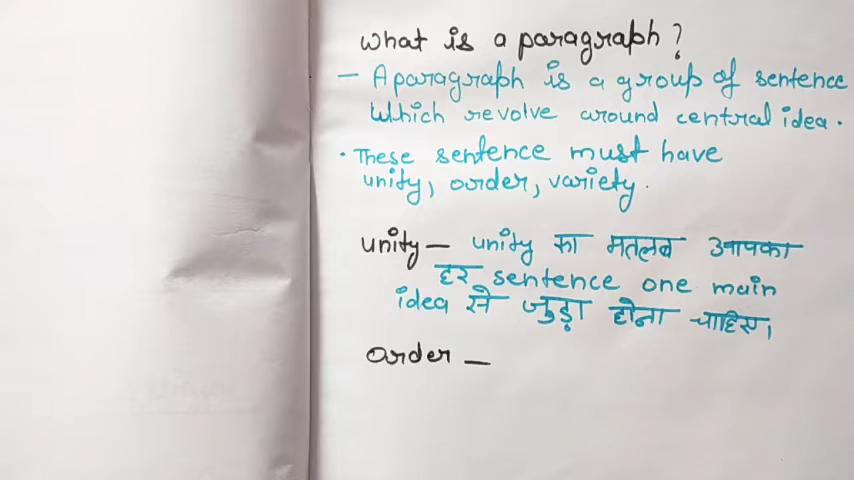 What is a paragraph?
– A paragraph is a group of sentence
which revolve around central idea.
• These sentence must have
unity, order, variety.
unity – unity का मतलब आपका
हर sentence one main
idea से जुड़ा होना चाहिए।
order –